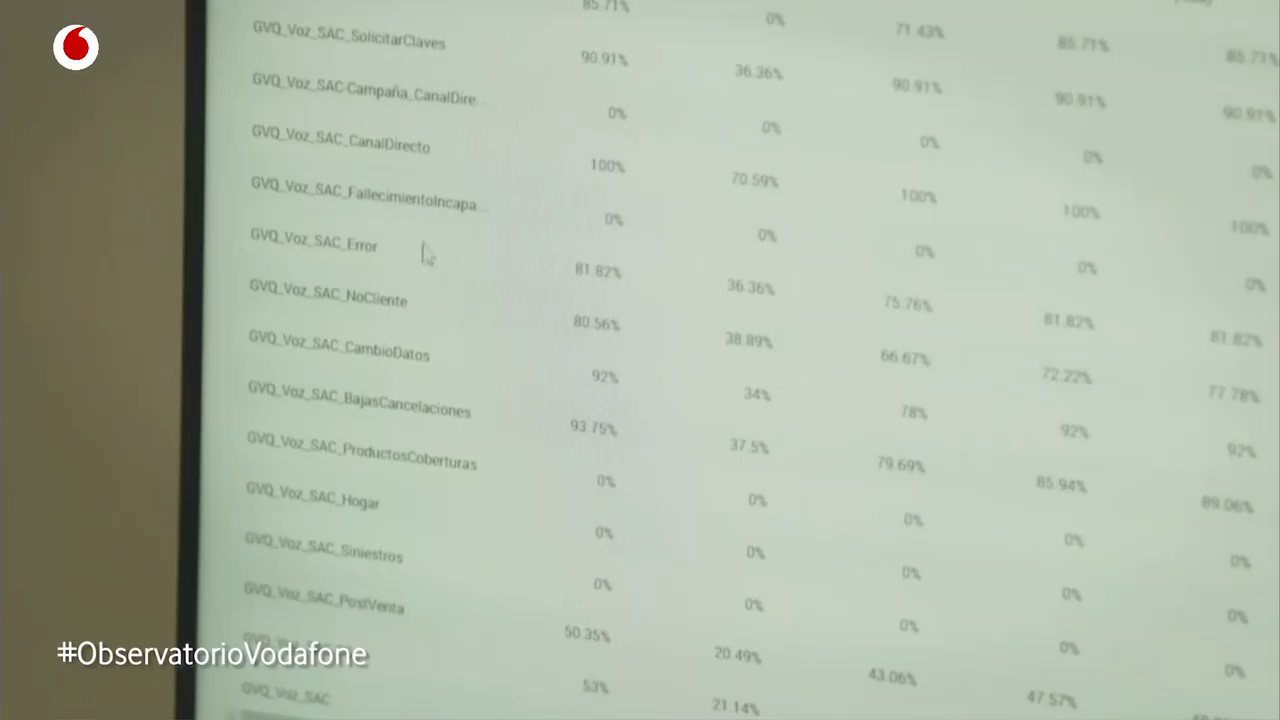 85.71% 0% 71.43% 85.71% 85.71%
GVQ_Voz_SAC_SolicitarClaves 90.91% 36.36% 90.91% 90.91% 90.91%
GVQ_Voz_SAC-Campaña_CanalDire... 0% 0% 0% 0% 0%
GVQ_Voz_SAC_CanalDirecto 100% 70.59% 100% 100% 100%
GVQ_Voz_SAC_FallecimientoIncapa... 0% 0% 0% 0% 0%
GVQ_Voz_SAC_Error 81.82% 36.36% 75.76% 81.82% 81.82%
GVQ_Voz_SAC_NoCliente 80.56% 38.89% 66.67% 72.22% 77.78%
GVQ_Voz_SAC_CambioDatos 92% 34% 78% 92% 92%
GVQ_Voz_SAC_BajasCancelaciones 93.75% 37.5% 79.69% 85.94% 89.06%
GVQ_Voz_SAC_ProductosCoberturas 0% 0% 0% 0% 0%
GVQ_Voz_SAC_Hogar 0% 0% 0% 0% 0%
GVQ_Voz_SAC_Siniestros 0% 0% 0% 0% 0%
GVQ_Voz_SAC_PostVenta 50.35% 20.49% 43.06% 47.57%
53% 21.14%
GVQ_Voz_SAC
#ObservatorioVodafone